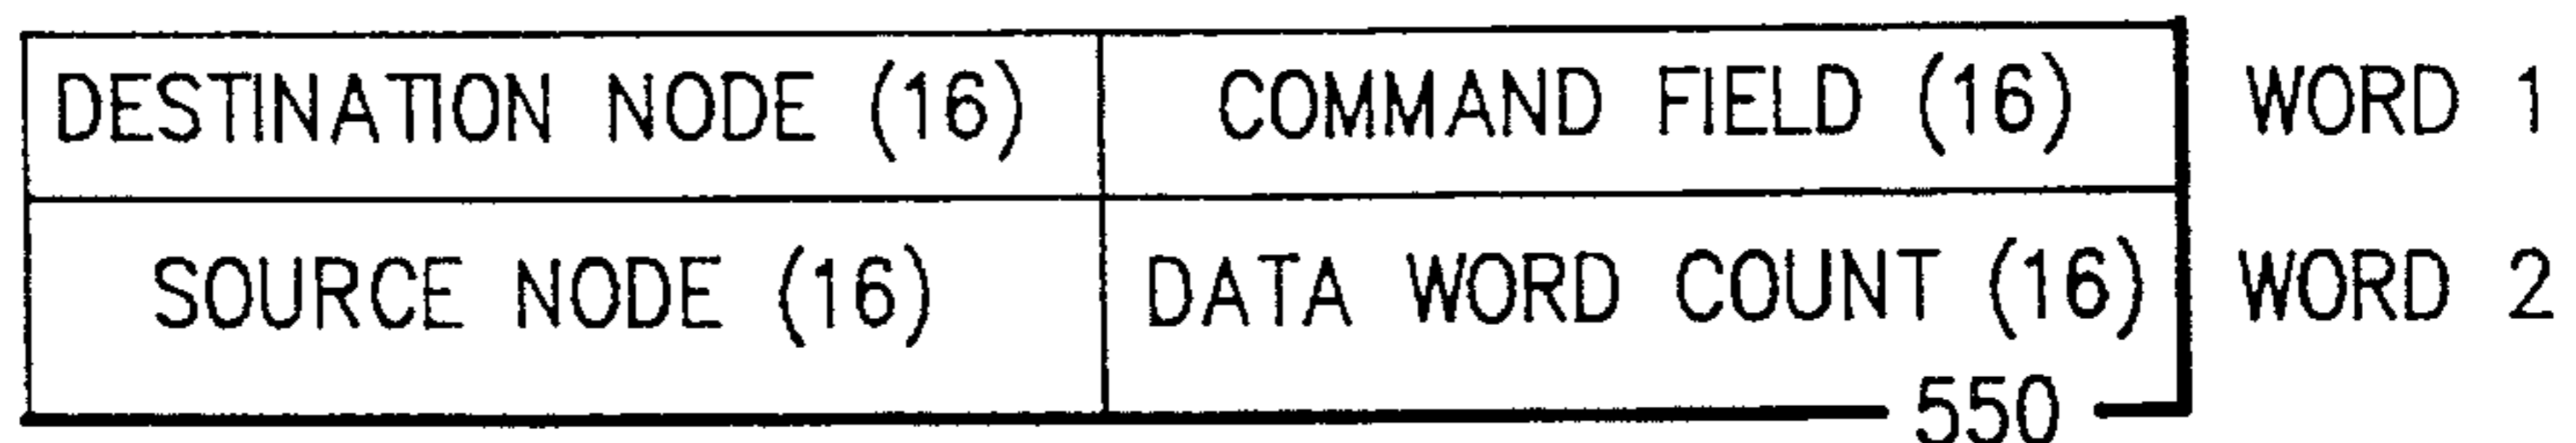 DESTINATION NODE (16) COMMAND FIELD (16) WORD 1
SOURCE NODE (16) DATA WORD COUNT (16) WORD 2
550